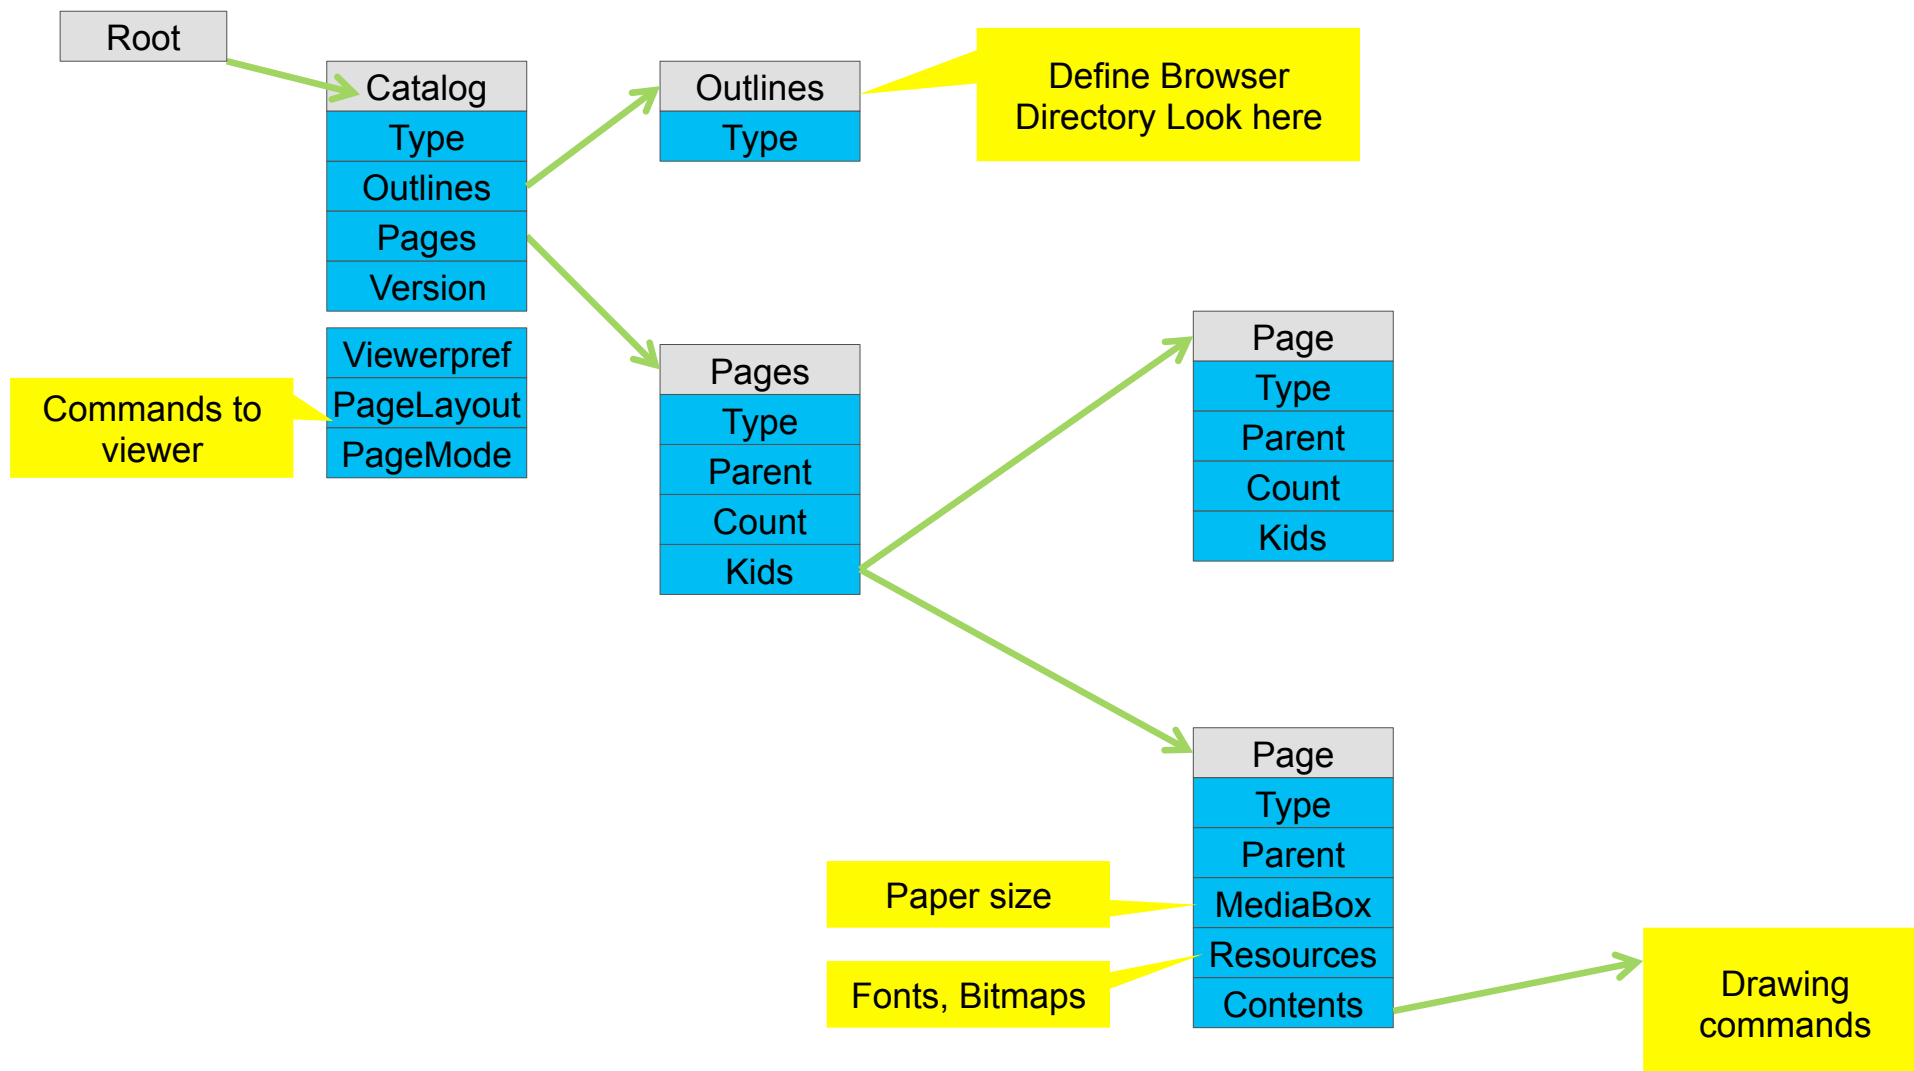 Root
Catalog
Type
Outlines
Pages
Version
Viewerpref
PageLayout
PageMode
Commands to
viewer
Outlines
Type
Define Browser
Directory Look here
Pages
Type
Parent
Count
Kids
Page
Type
Parent
Count
Kids
Page
Type
Parent
MediaBox
Resources
Contents
Paper size
Fonts, Bitmaps
Drawing
commands